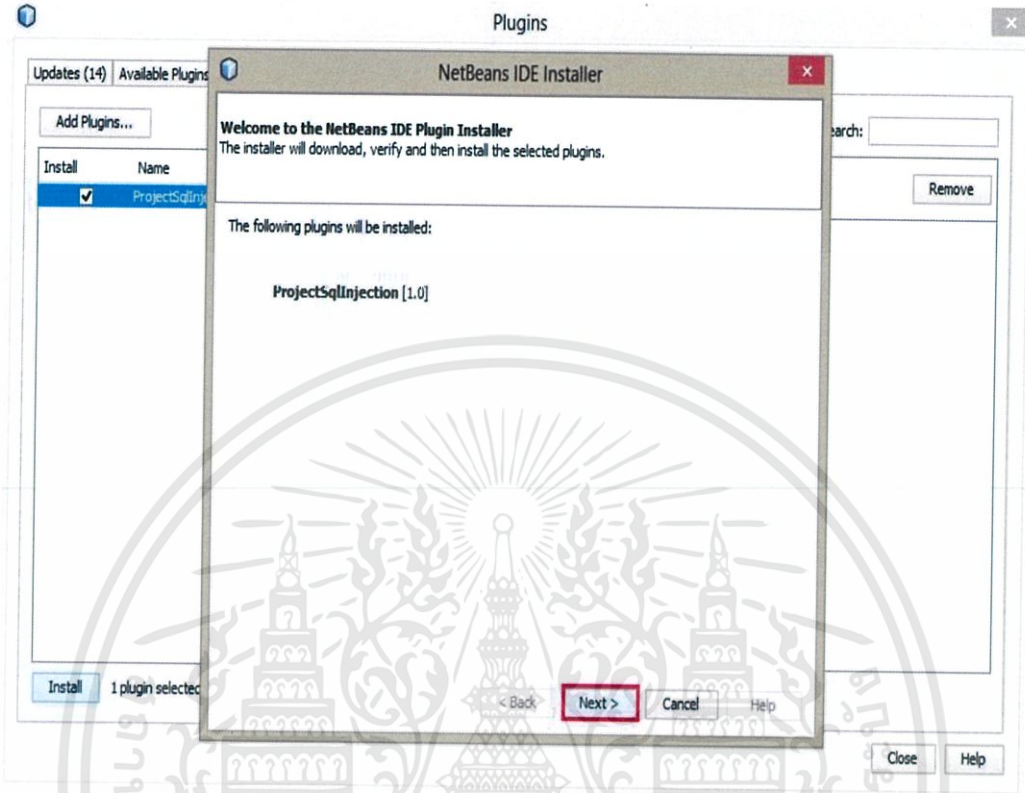 Plugins
Updates (14) Available Plugins
NetBeans IDE Installer
Add Plugins...
Welcome to the NetBeans IDE Plugin Installer
The installer will download, verify and then install the selected plugins.
earch:
Install Name
ProjectSqlInje
Remove
The following plugins will be installed:
ProjectSqlInjection [1.0]
Install 1 plugin selected
< Back Next > Cancel Help
Close Help